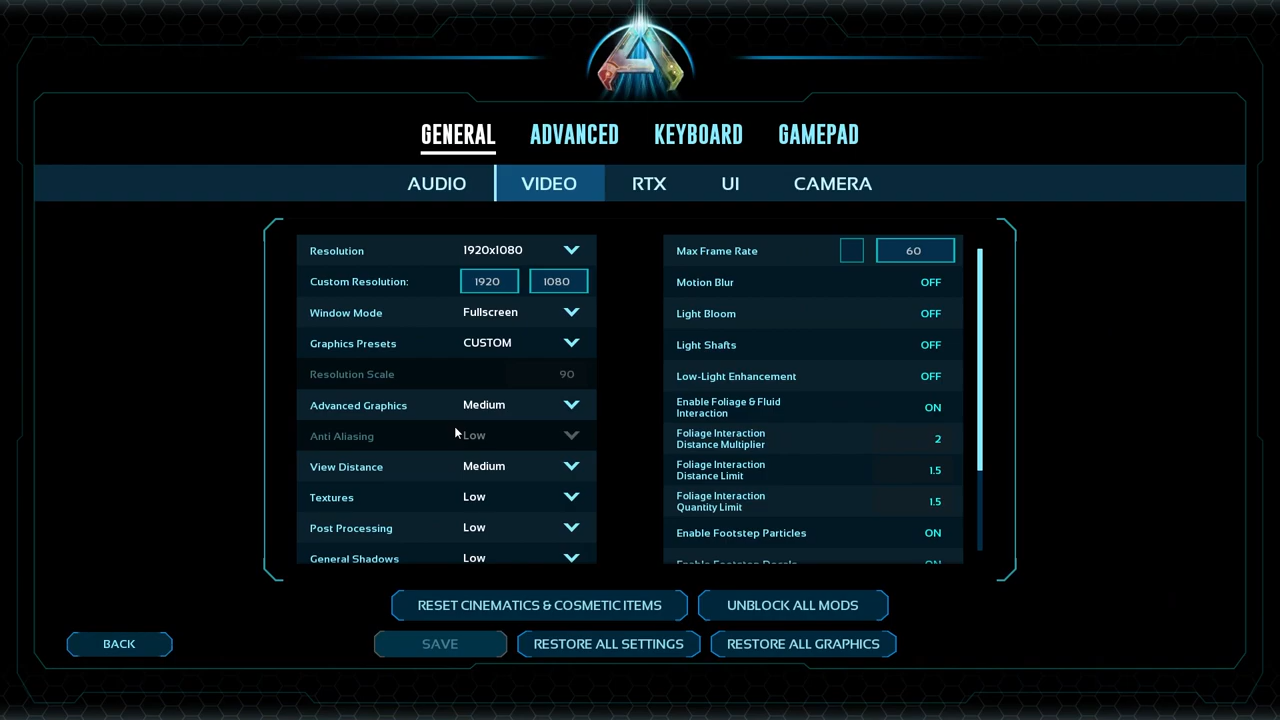 GENERAL ADVANCED KEYBOARD GAMEPAD
AUDIO VIDEO RTX UI CAMERA
Resolution 1920x1080
Custom Resolution: 1920 1080
Window Mode Fullscreen
Graphics Presets CUSTOM
Resolution Scale 90
Advanced Graphics Medium
Anti Aliasing Low
View Distance Medium
Textures Low
Post Processing Low
General Shadows Low
Max Frame Rate 60
Motion Blur OFF
Light Bloom OFF
Light Shafts OFF
Low-Light Enhancement OFF
Enable Foliage & Fluid
Interaction ON
Foliage Interaction
Distance Multiplier 2
Foliage Interaction
Distance Limit 1.5
Foliage Interaction
Quantity Limit 1.5
Enable Footstep Particles ON
Enable Footstep Decals ON
RESET CINEMATICS & COSMETIC ITEMS UNBLOCK ALL MODS
BACK SAVE RESTORE ALL SETTINGS RESTORE ALL GRAPHICS